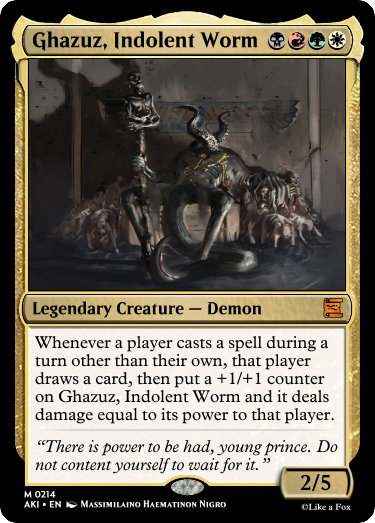 Ghazuz, Indolent Worm
Legendary Creature — Demon
Whenever a player casts a spell during a
turn other than their own, that player
draws a card, then put a +1/+1 counter
on Ghazuz, Indolent Worm and it deals
damage equal to its power to that player.
“There is power to be had, young prince. Do
not content yourself to wait for it.”
2/5
M 0214
AKI • EN Massimilaino Haematinon Nigro
©Like a Fox